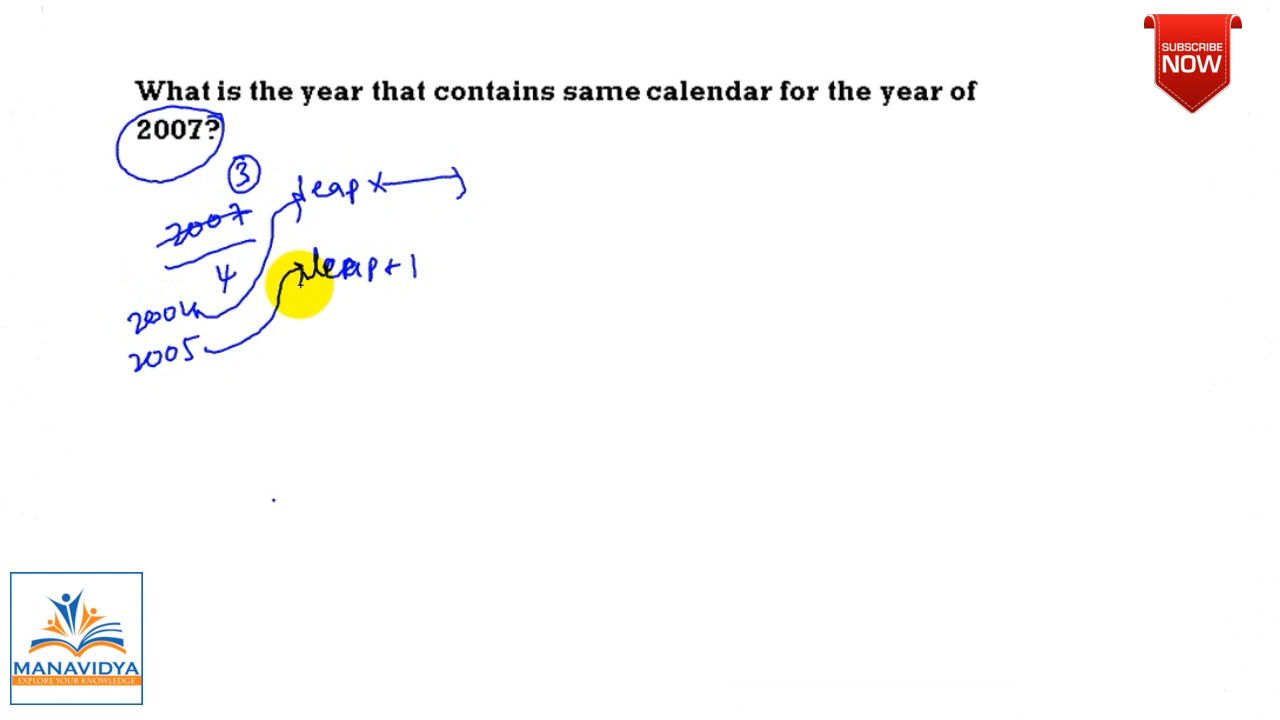 SUBSCRIBE
NOW
What is the year that contains same calendar for the year of
2007?
3
2007
4
leap x
leap + 1
2004
2005
MANAVIDYA
EXPLORE YOUR KNOWLEDGE